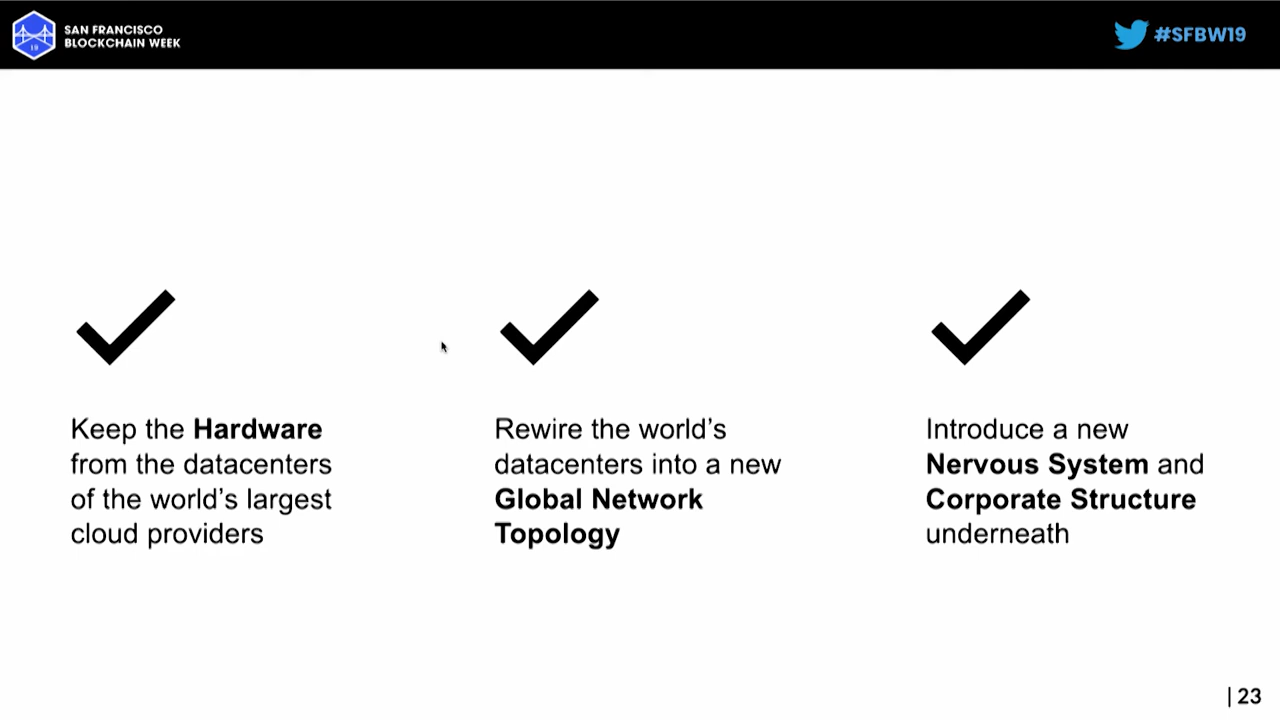 SAN FRANCISCO
BLOCKCHAIN WEEK
19
#SFBW19
Keep the Hardware
from the datacenters
of the world's largest
cloud providers
Rewire the world's
datacenters into a new
Global Network
Topology
Introduce a new
Nervous System and
Corporate Structure
underneath
| 23